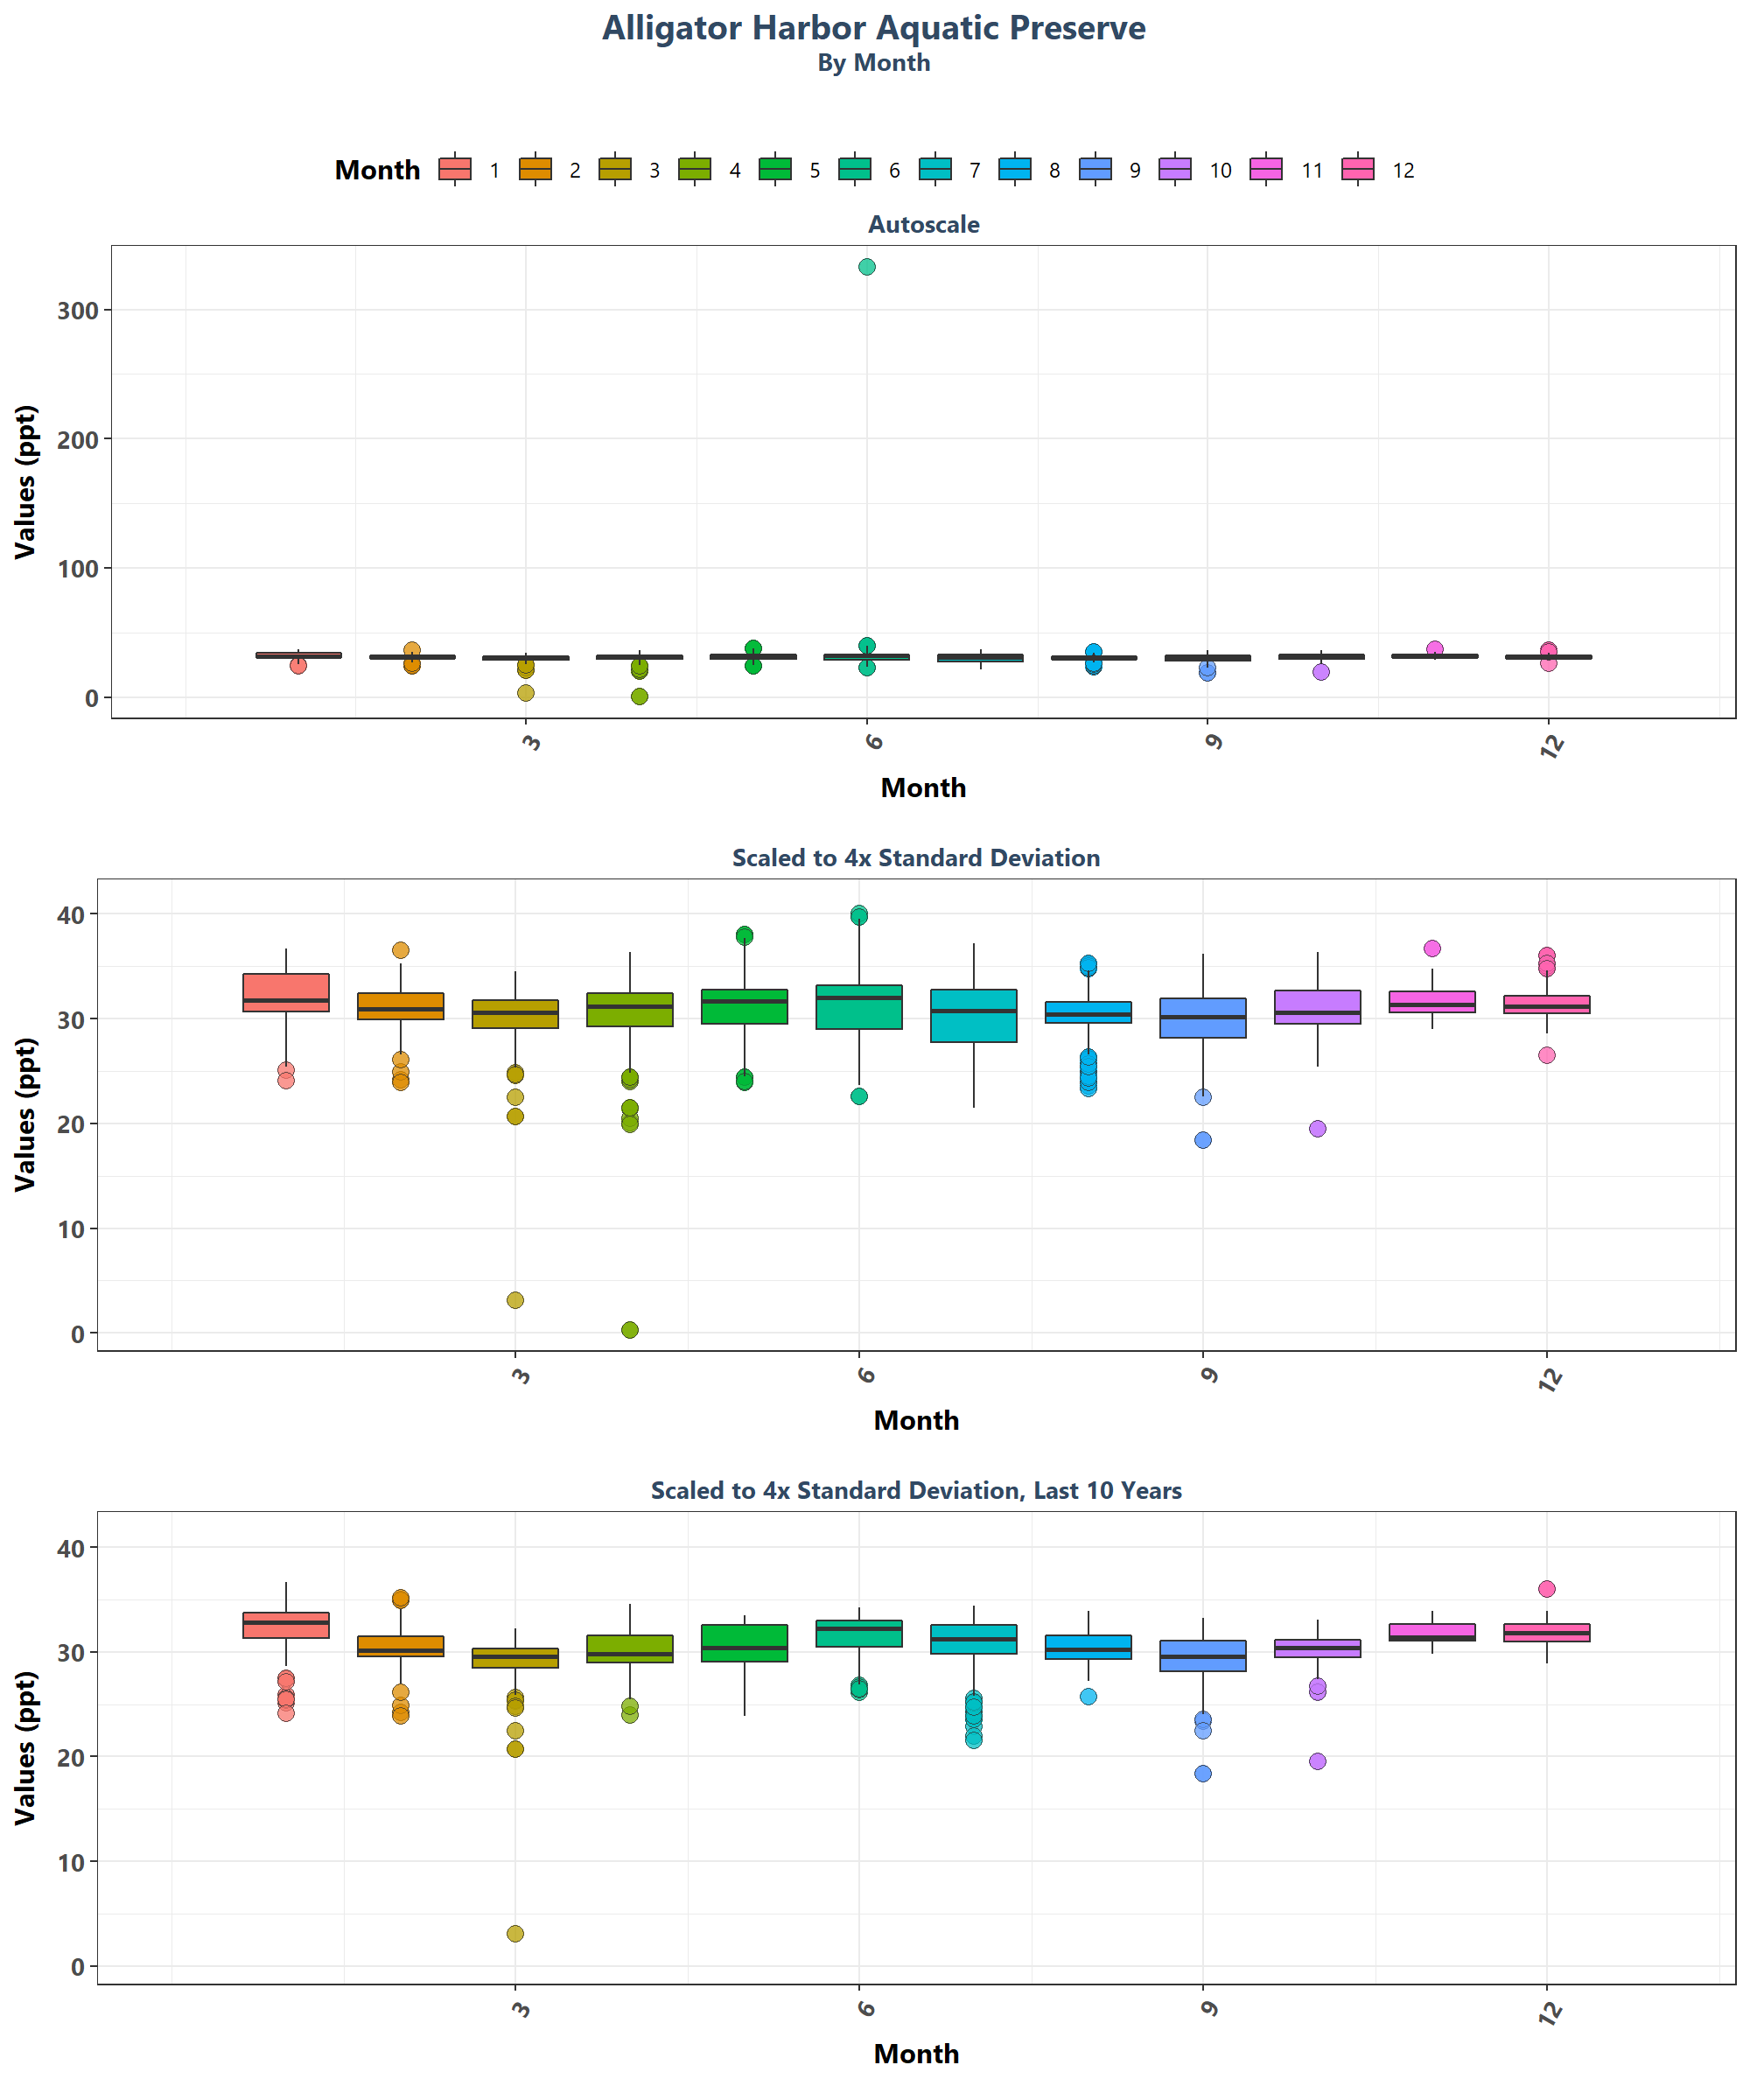 Alligator Harbor Aquatic Preserve
By Month
Month 1 2 3 4 5 6 7 8 9 10 11 12
Autoscale
Values (ppt)
300
200
100
0
3 6 9 12
Month
Scaled to 4x Standard Deviation
Values (ppt)
40
30
20
10
0
3 6 9 12
Month
Scaled to 4x Standard Deviation, Last 10 Years
Values (ppt)
40
30
20
10
0
3 6 9 12
Month